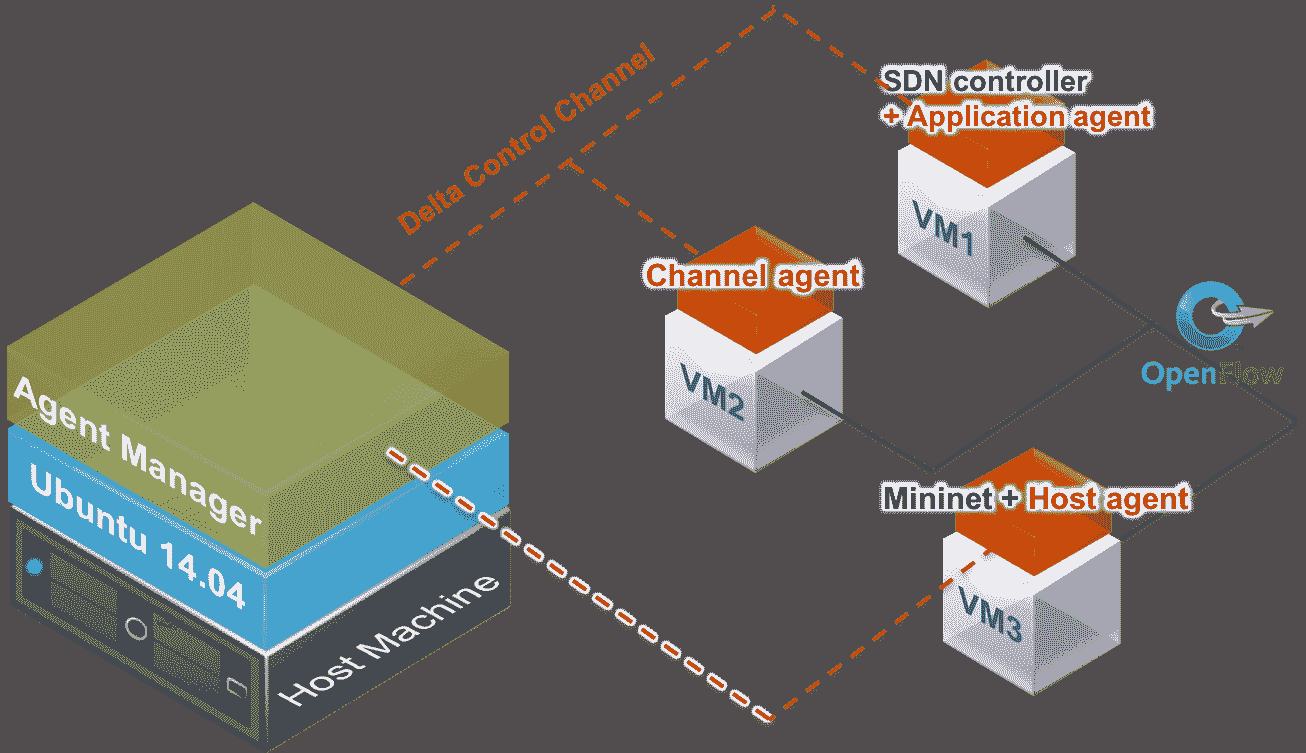 Delta Control Channel
SDN controller
+ Application agent
VM1
Channel agent
VM2
OpenFlow
Agent Manager
Ubuntu 14.04
Host Machine
Mininet + Host agent
VM3